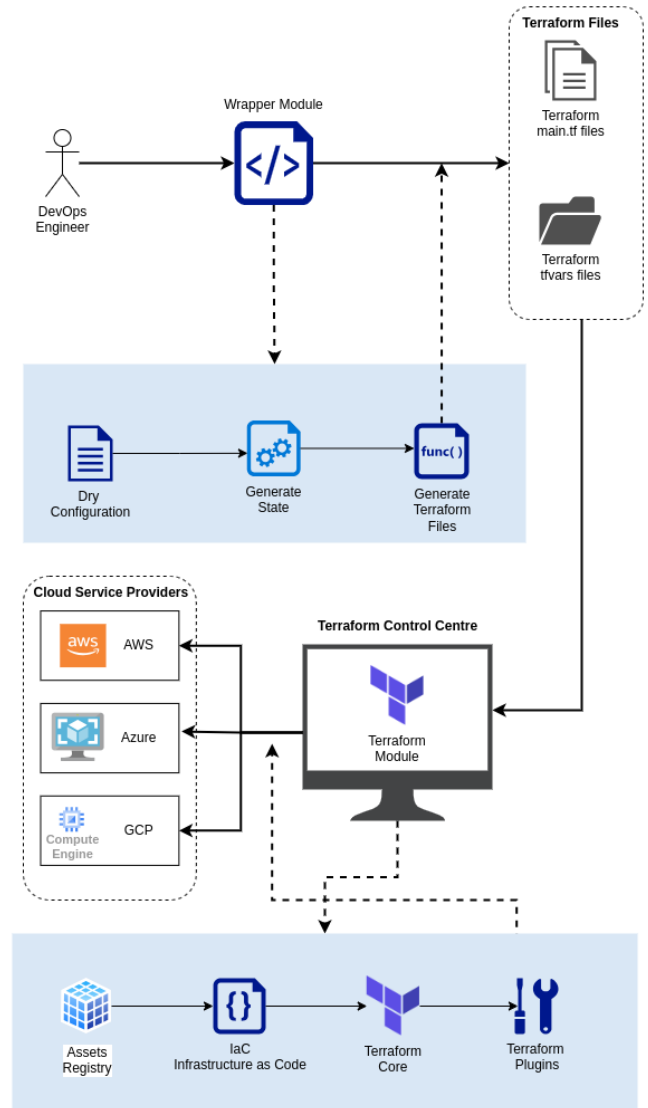 Terraform Files
Terraform
main.tf files
Wrapper Module
</>
DevOps
Engineer
Terraform
tfvars files
Dry
Configuration
Generate
State
func( )
Generate
Terraform
Files
Cloud Service Providers
aws
AWS
Azure
Compute
Engine
GCP
Terraform Control Centre
Terraform
Module
{}
Assets
Registry
IaC
Infrastructure as Code
Terraform
Core
Terraform
Plugins